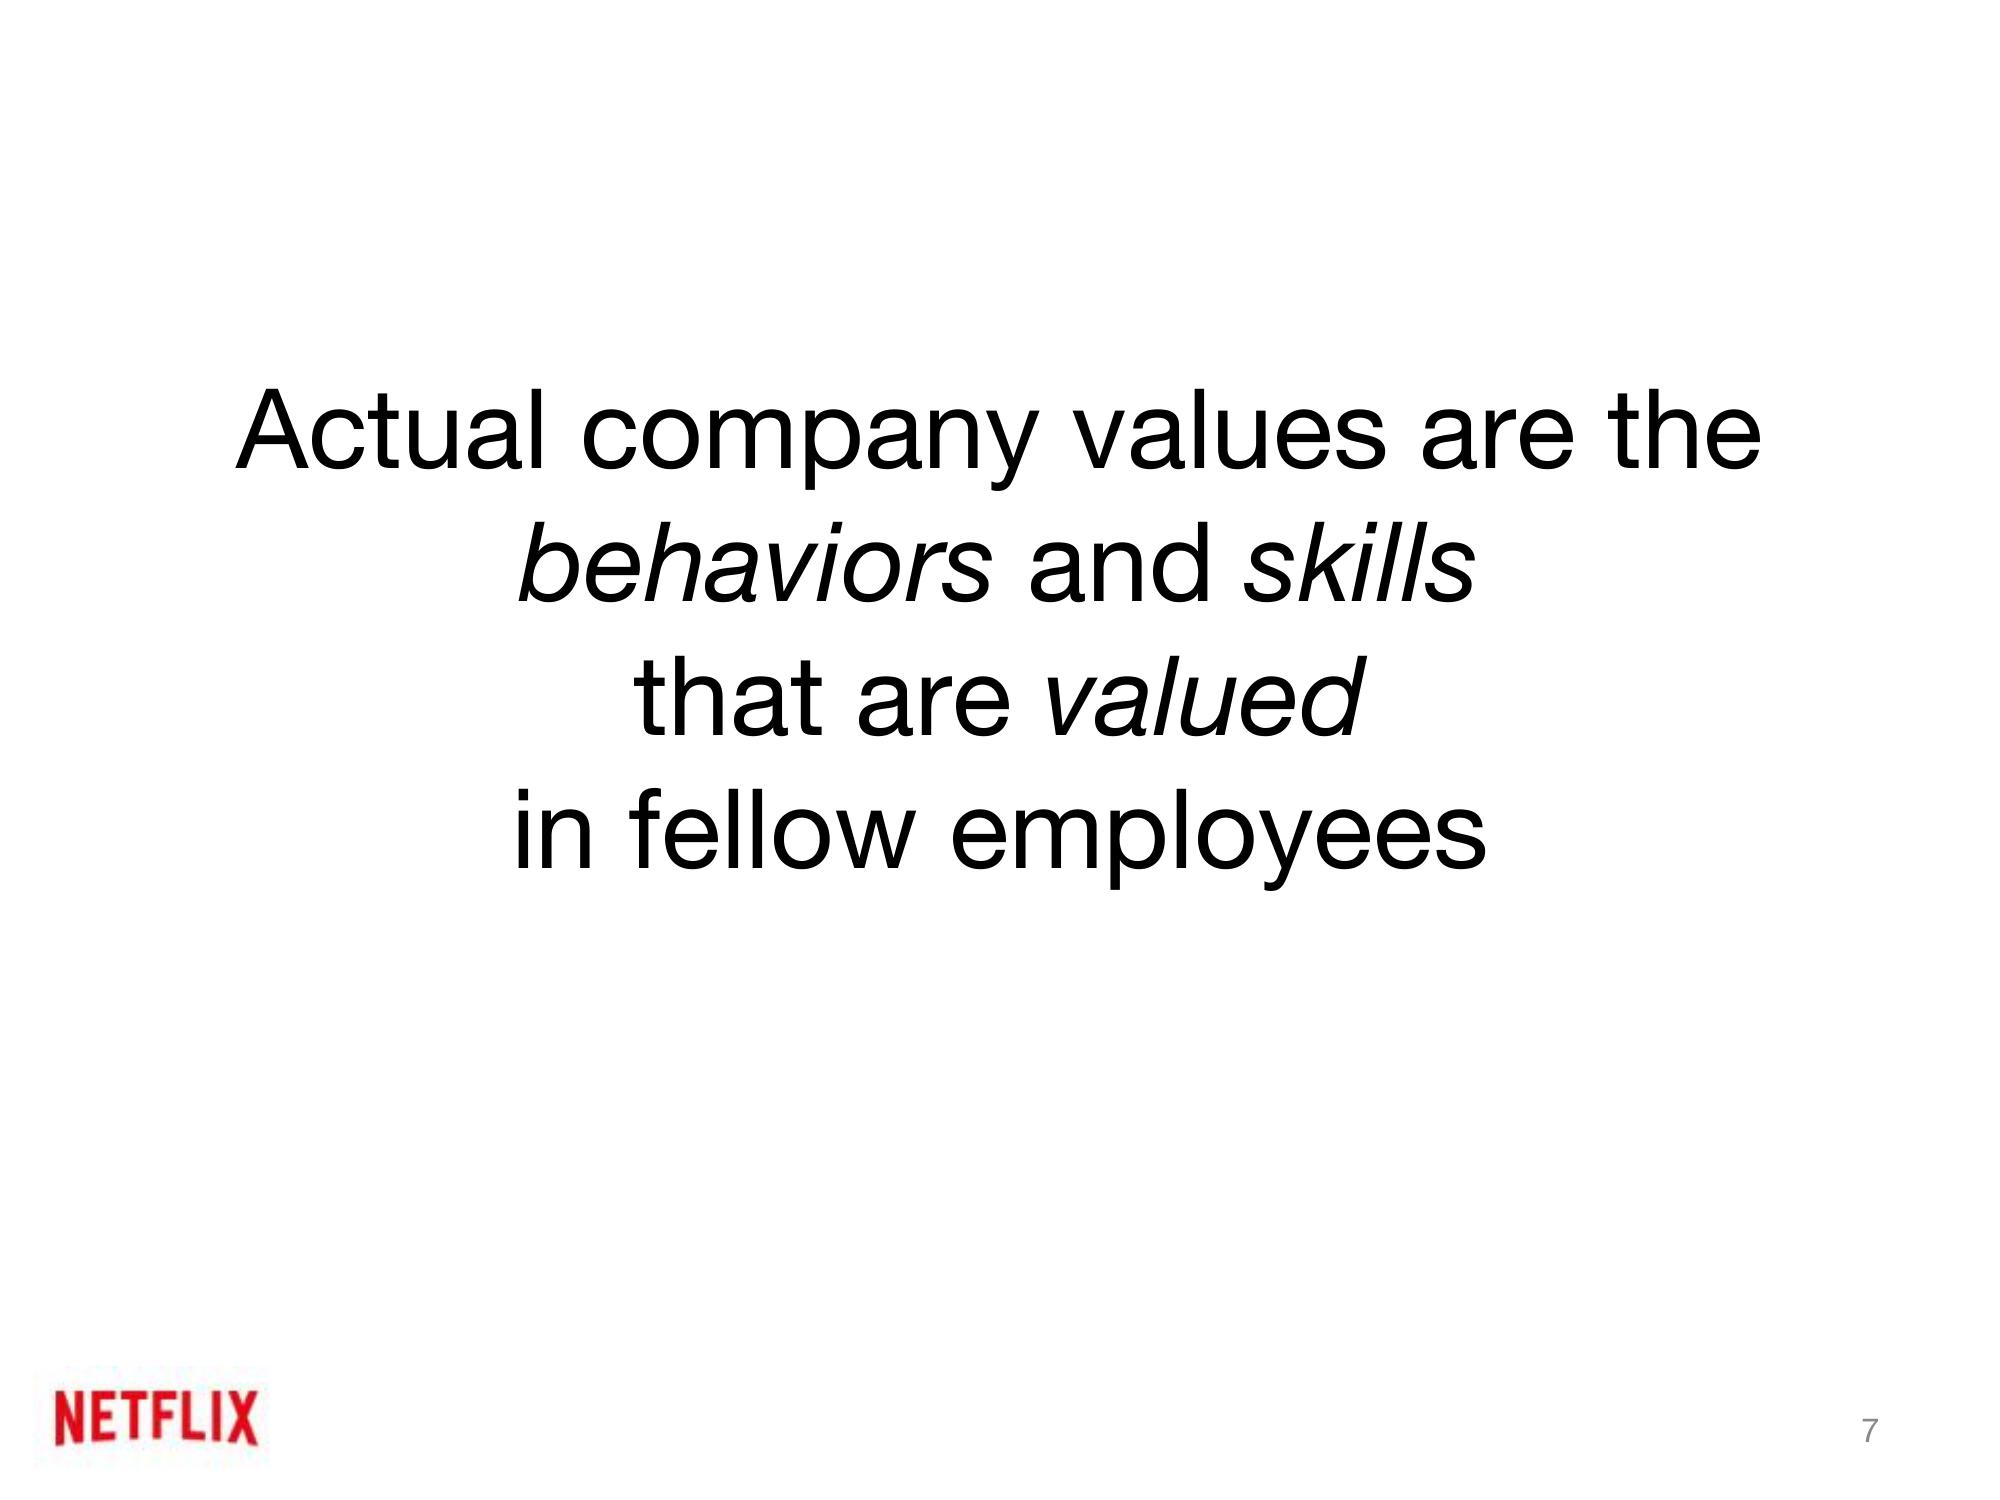 Actual company values are the
behaviors and skills
that are valued
in fellow employees
NETFLIX
7